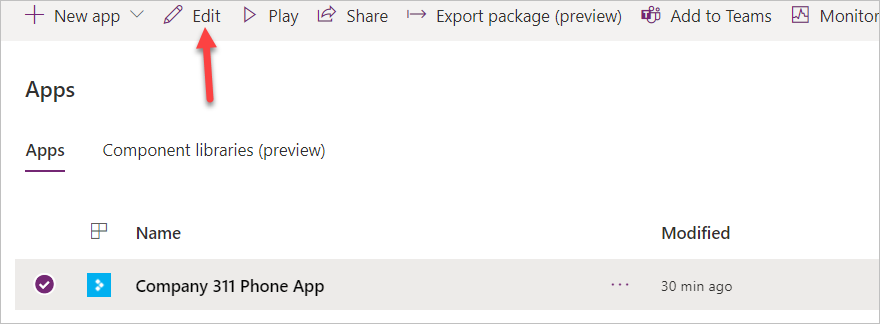 New app Edit Play Share Export package (preview) Add to Teams Monitor
Apps
Apps Component libraries (preview)
Name Modified
Company 311 Phone App ... 30 min ago